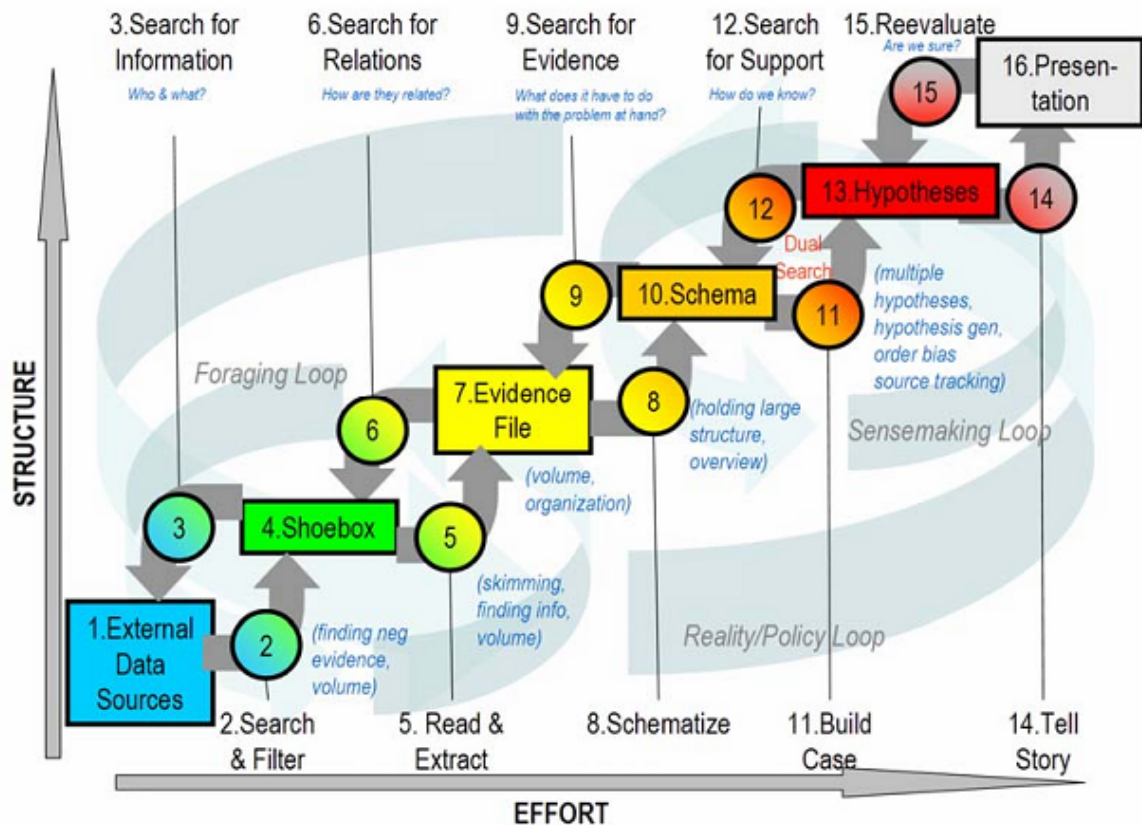 3.Search for
Information
Who & what?
6.Search for
Relations
How are they related?
9.Search for
Evidence
What does it have to do
with the problem at hand?
12.Search
for Support
How do we know?
15.Reevaluate
Are we sure?
16.Presen-
tation
15
13.Hypotheses
14
12
Dual
Search
10.Schema
9
11
(multiple
hypotheses,
hypothesis gen,
order bias
source tracking)
Foraging Loop
7.Evidence
File
8
6
(holding large
structure,
overview)
Sensemaking Loop
STRUCTURE
(volume,
organization)
3
4.Shoebox
5
(skimming,
finding info,
volume)
1.External
Data
Sources
2
(finding neg
evidence,
volume)
Reality/Policy Loop
2.Search
& Filter
5. Read &
Extract
8.Schematize
11.Build
Case
14.Tell
Story
EFFORT